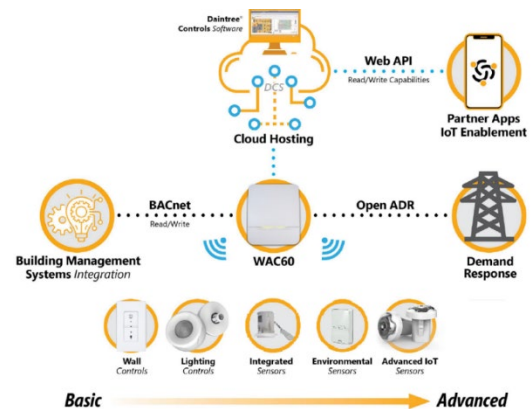 Daintree®
Controls Software
DCS
Cloud Hosting
Web API
Read/Write Capabilities
Partner Apps
IoT Enablement
BACnet
Read/Write
Open ADR
Building Management
Systems Integration
WAC60
Demand
Response
Wall
Controls
Lighting
Controls
Integrated
Sensors
Environmental
Sensors
Advanced IoT
Sensors
Basic
Advanced